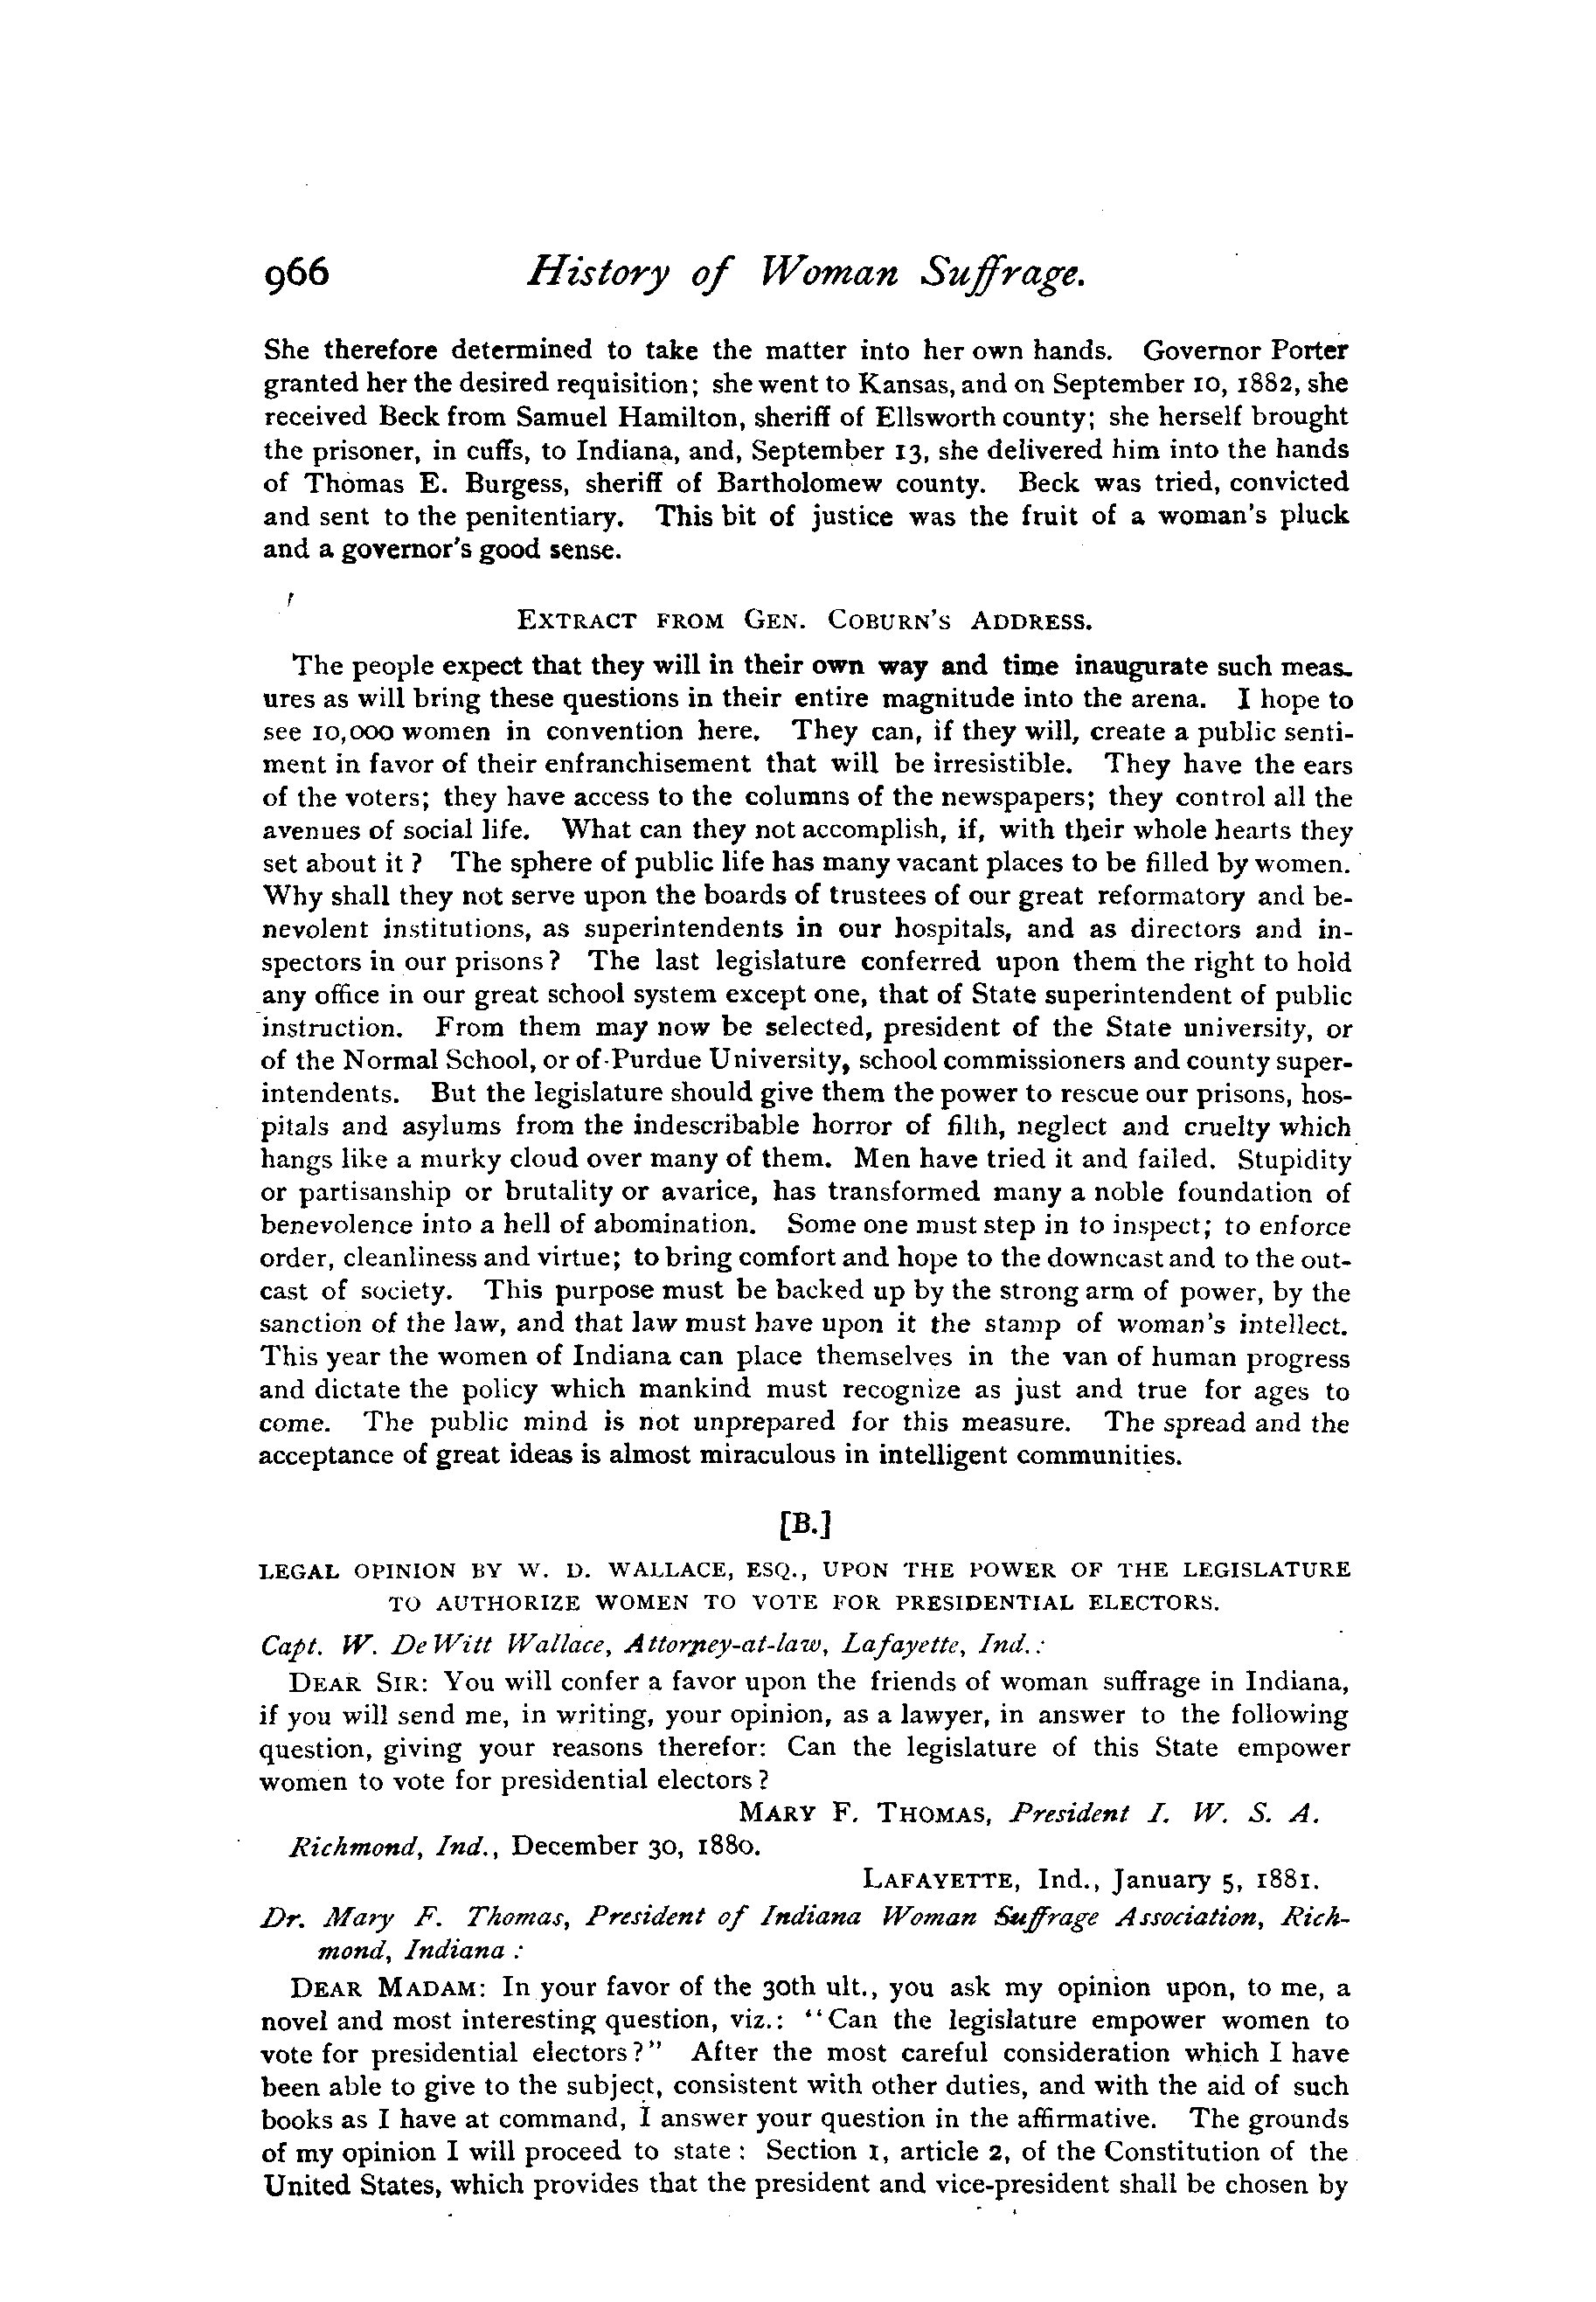 966 History of Woman Suffrage.
She therefore determined to take the matter into her own hands. Governor Porter
granted her the desired requisition; she went to Kansas, and on September 10, 1882, she
received Beck from Samuel Hamilton, sheriff of Ellsworth county; she herself brought
the prisoner, in cuffs, to Indiana, and, September 13, she delivered him into the hands
of Thomas E. Burgess, sheriff of Bartholomew county. Beck was tried, convicted
and sent to the penitentiary. This bit of justice was the fruit of a woman's pluck
and a governor's good sense.
EXTRACT FROM GEN. COBURN'S ADDRESS.
The people expect that they will in their own way and time inaugurate such meas-
ures as will bring these questions in their entire magnitude into the arena. I hope to
see 10,000 women in convention here. They can, if they will, create a public senti-
ment in favor of their enfranchisement that will be irresistible. They have the ears
of the voters; they have access to the columns of the newspapers; they control all the
avenues of social life. What can they not accomplish, if, with their whole hearts they
set about it? The sphere of public life has many vacant places to be filled by women.
Why shall they not serve upon the boards of trustees of our great reformatory and be-
nevolent institutions, as superintendents in our hospitals, and as directors and in-
spectors in our prisons? The last legislature conferred upon them the right to hold
any office in our great school system except one, that of State superintendent of public
instruction. From them may now be selected, president of the State university, or
of the Normal School, or of Purdue University, school commissioners and county super-
intendents. But the legislature should give them the power to rescue our prisons, hos-
pitals and asylums from the indescribable horror of filth, neglect and cruelty which
hangs like a murky cloud over many of them. Men have tried it and failed. Stupidity
or partisanship or brutality or avarice, has transformed many a noble foundation of
benevolence into a hell of abomination. Some one must step in to inspect; to enforce
order, cleanliness and virtue; to bring comfort and hope to the downcast and to the out-
cast of society. This purpose must be backed up by the strong arm of power, by the
sanction of the law, and that law must have upon it the stamp of woman's intellect.
This year the women of Indiana can place themselves in the van of human progress
and dictate the policy which mankind must recognize as just and true for ages to
come. The public mind is not unprepared for this measure. The spread and the
acceptance of great ideas is almost miraculous in intelligent communities.
[B.]
LEGAL OPINION BY W. D. WALLACE, ESQ., UPON THE POWER OF THE LEGISLATURE
TO AUTHORIZE WOMEN TO VOTE FOR PRESIDENTIAL ELECTORS.
Capt. W. DeWitt Wallace, Attorney-at-law, Lafayette, Ind.:
DEAR SIR: You will confer a favor upon the friends of woman suffrage in Indiana,
if you will send me, in writing, your opinion, as a lawyer, in answer to the following
question, giving your reasons therefor: Can the legislature of this State empower
women to vote for presidential electors?
MARY F. THOMAS, President I. W. S. A.
Richmond, Ind., December 30, 1880.
LAFAYETTE, Ind., January 5, 1881.
Dr. Mary F. Thomas, President of Indiana Woman Suffrage Association, Rich-
mond, Indiana:
DEAR MADAM: In your favor of the 30th ult., you ask my opinion upon, to me, a
novel and most interesting question, viz.: "Can the legislature empower women to
vote for presidential electors?" After the most careful consideration which I have
been able to give to the subject, consistent with other duties, and with the aid of such
books as I have at command, I answer your question in the affirmative. The grounds
of my opinion I will proceed to state: Section 1, article 2, of the Constitution of the
United States, which provides that the president and vice-president shall be chosen by